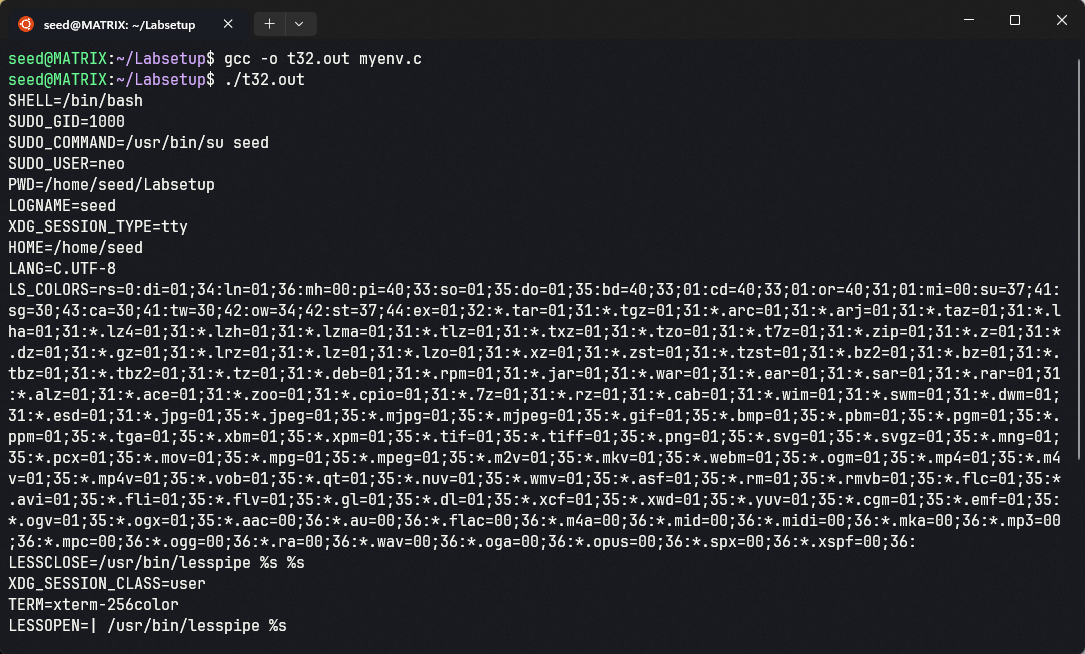 seed@MATRIX: ~/Labsetup
seed@MATRIX:~/Labsetup$ gcc -o t32.out myenv.c
seed@MATRIX:~/Labsetup$ ./t32.out
SHELL=/bin/bash
SUDO_GID=1000
SUDO_COMMAND=/usr/bin/su seed
SUDO_USER=neo
PWD=/home/seed/Labsetup
LOGNAME=seed
XDG_SESSION_TYPE=tty
HOME=/home/seed
LANG=C.UTF-8
LS_COLORS=rs=0:di=01;34:ln=01;36:mh=00:pi=40;33:so=01;35:do=01;35:bd=40;33;01:cd=40;33;01:or=40;31;01:mi=00:su=37;41:
sg=30;43:ca=30;41:tw=30;42:ow=34;42:st=37;44:ex=01;32:*.tar=01;31:*.tgz=01;31:*.arc=01;31:*.arj=01;31:*.taz=01;31:*.l
ha=01;31:*.lz4=01;31:*.lzh=01;31:*.lzma=01;31:*.tlz=01;31:*.txz=01;31:*.tzo=01;31:*.t7z=01;31:*.zip=01;31:*.z=01;31:*
.dz=01;31:*.gz=01;31:*.lrz=01;31:*.lz=01;31:*.lzo=01;31:*.xz=01;31:*.zst=01;31:*.tzst=01;31:*.bz2=01;31:*.bz=01;31:*.
tbz=01;31:*.tbz2=01;31:*.tz=01;31:*.deb=01;31:*.rpm=01;31:*.jar=01;31:*.war=01;31:*.ear=01;31:*.sar=01;31:*.rar=01;31
:*.alz=01;31:*.ace=01;31:*.zoo=01;31:*.cpio=01;31:*.7z=01;31:*.rz=01;31:*.cab=01;31:*.wim=01;31:*.swm=01;31:*.dwm=01;
31:*.esd=01;31:*.jpg=01;35:*.jpeg=01;35:*.mjpg=01;35:*.mjpeg=01;35:*.gif=01;35:*.bmp=01;35:*.pbm=01;35:*.pgm=01;35:*.
ppm=01;35:*.tga=01;35:*.xbm=01;35:*.xpm=01;35:*.tif=01;35:*.tiff=01;35:*.png=01;35:*.svg=01;35:*.svgz=01;35:*.mng=01;
35:*.pcx=01;35:*.mov=01;35:*.mpg=01;35:*.mpeg=01;35:*.m2v=01;35:*.mkv=01;35:*.webm=01;35:*.ogm=01;35:*.mp4=01;35:*.m4
v=01;35:*.mp4v=01;35:*.vob=01;35:*.qt=01;35:*.nuv=01;35:*.wmv=01;35:*.asf=01;35:*.rm=01;35:*.rmvb=01;35:*.flc=01;35:*
.avi=01;35:*.fli=01;35:*.flv=01;35:*.gl=01;35:*.dl=01;35:*.xcf=01;35:*.xwd=01;35:*.yuv=01;35:*.cgm=01;35:*.emf=01;35:
*.ogv=01;35:*.ogx=01;35:*.aac=00;36:*.au=00;36:*.flac=00;36:*.m4a=00;36:*.mid=00;36:*.midi=00;36:*.mka=00;36:*.mp3=00
;36:*.mpc=00;36:*.ogg=00;36:*.ra=00;36:*.wav=00;36:*.oga=00;36:*.opus=00;36:*.spx=00;36:*.xspf=00;36:
LESSCLOSE=/usr/bin/lesspipe %s %s
XDG_SESSION_CLASS=user
TERM=xterm-256color
LESSOPEN=| /usr/bin/lesspipe %s